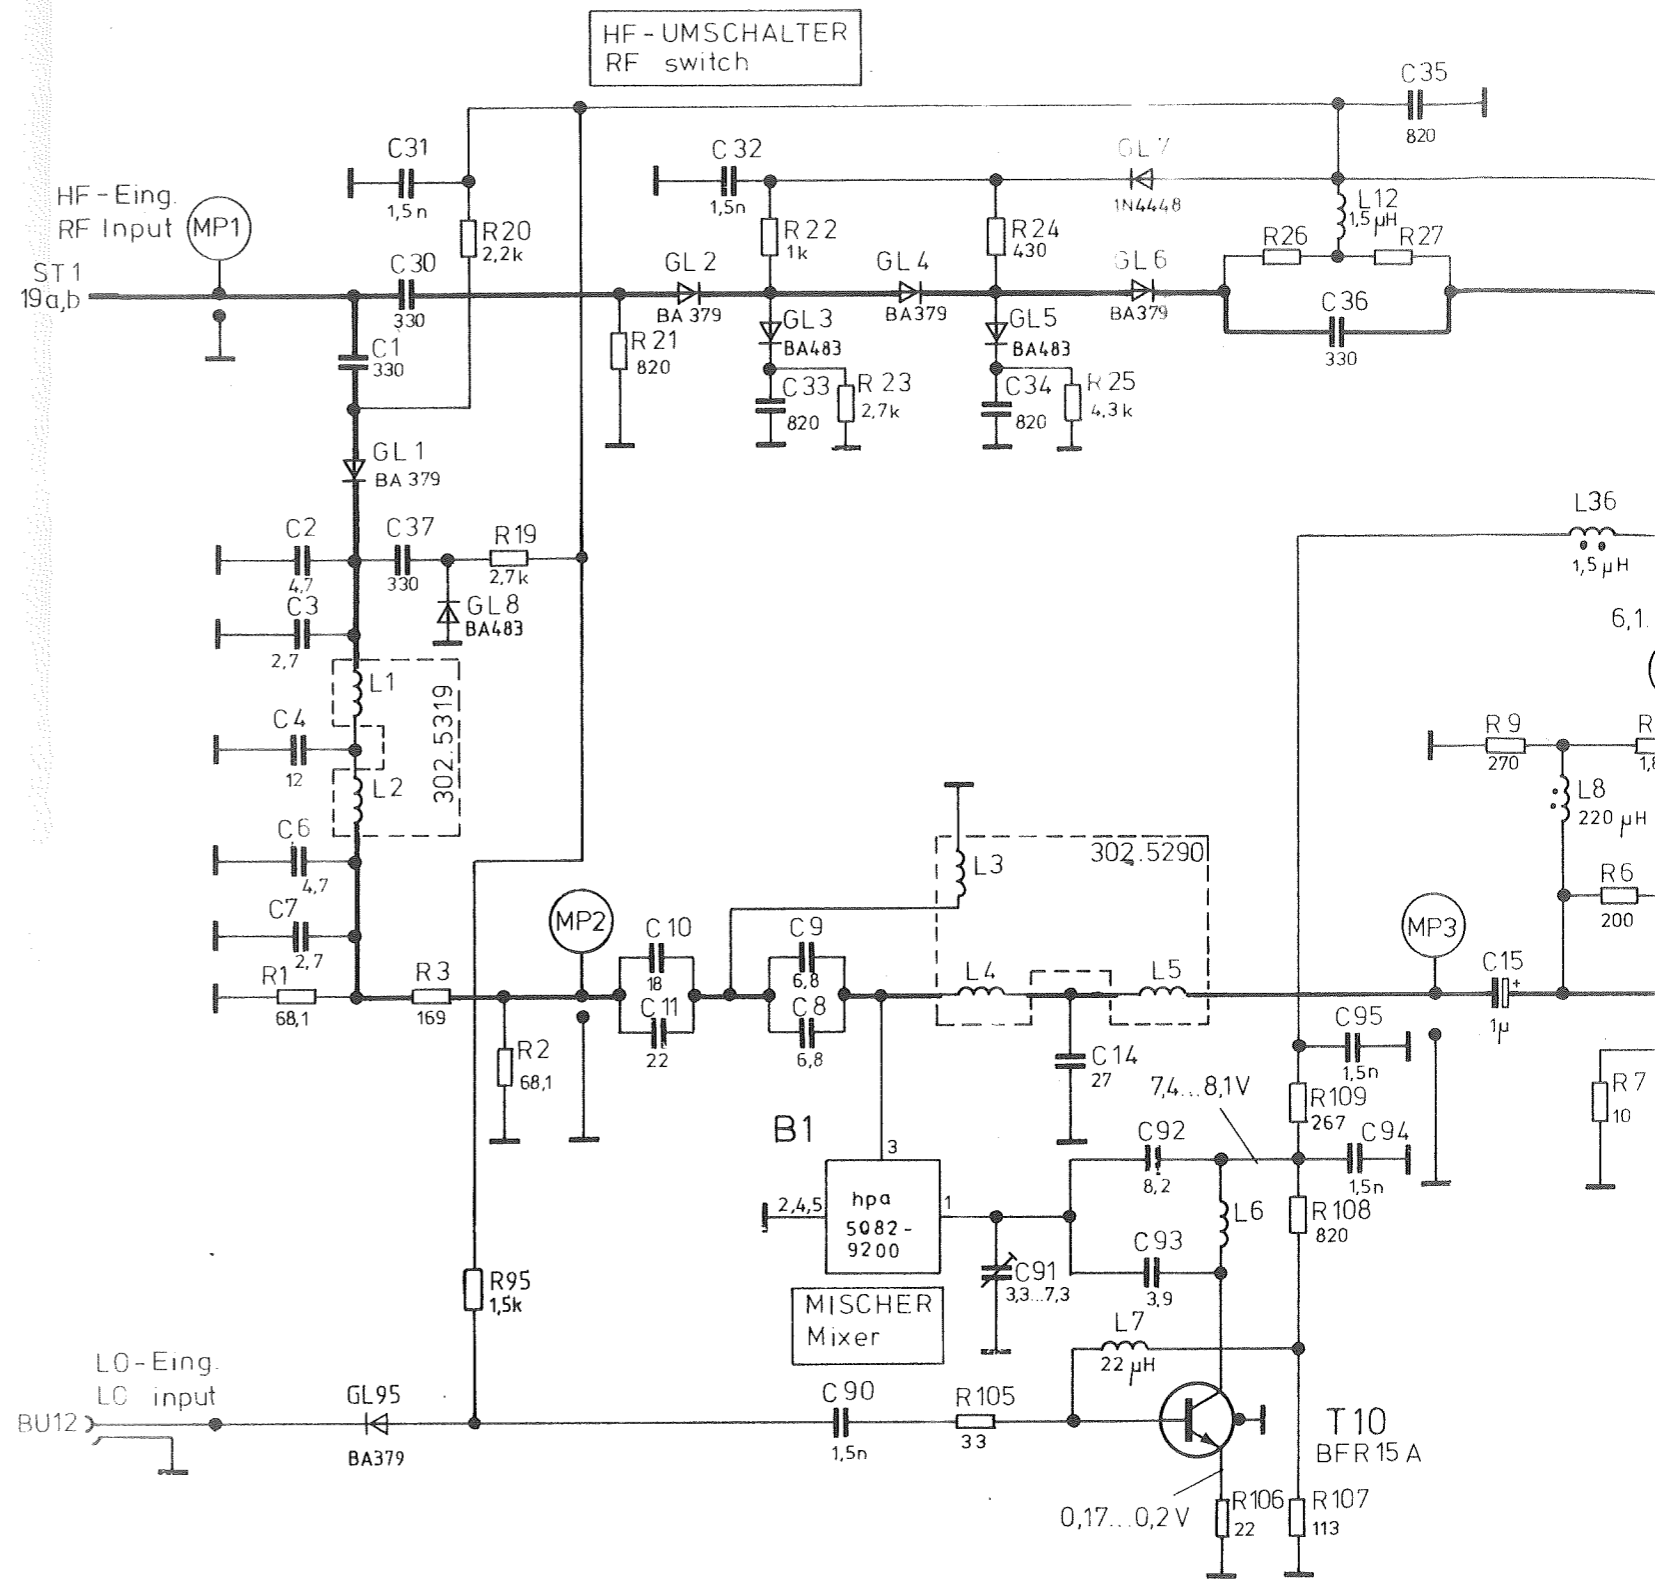 HF-UMSCHALTER
RF switch
C35
820
C31
1,5n
C32
1,5n
GL7
1N4448
HF-Eing.
RF Input
MP1
ST1
19a,b
R20
2,2k
C30
330
R22
1k
R24
430
L12
1,5µH
R26
R27
GL2
BA379
GL4
BA379
GL6
BA379
C36
330
C1
330
R21
820
GL3
BA483
GL5
BA483
C33
820
R23
2,7k
C34
820
R25
4,3k
GL1
BA379
C2
4,7
C37
330
R19
2,7k
L36
1,5µH
C3
2,7
GL8
BA483
6,1
L1
302.5319
C4
12
L2
R9
270
R
1,8
L8
220 µH
C6
4,7
L3
302.5290
R6
200
C7
2,7
MP2
C10
18
C9
6,8
MP3
R1
68,1
R3
169
C11
22
C8
6,8
L4
L5
C15
+
1µ
R2
68,1
C14
27
C95
1,5n
R7
10
7,4...8,1V
R109
267
B1
3
C92
8,2
C94
1,5n
2,4,5
hpa
5082-
9200
1
L6
R108
820
C93
3,9
C91
3,3...7,3
R95
1,5k
MISCHER
Mixer
L7
22 µH
LO-Eing.
LO input
BU12
GL95
BA379
C90
1,5n
R105
33
T10
BFR15A
0,17...0,2V
R106
22
R107
113